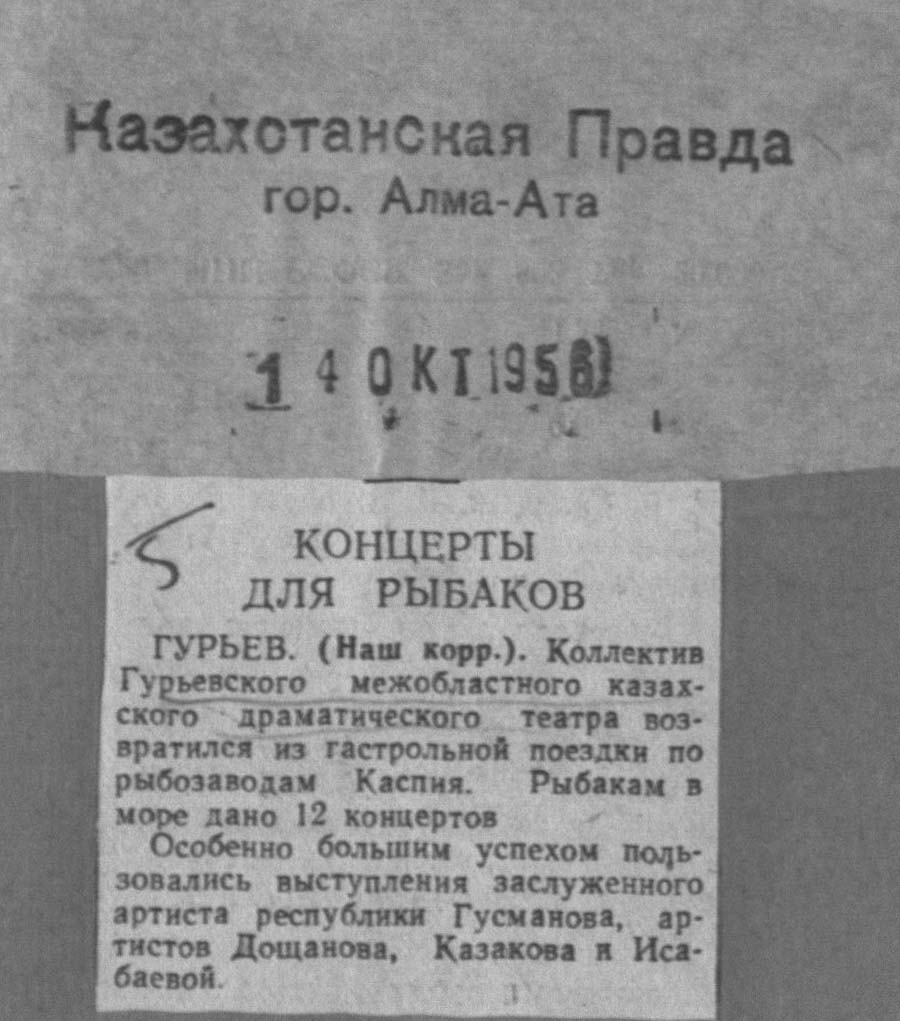 Казахстанская Правда
гор. Алма-Ата
14 ОКТ 1956
5
КОНЦЕРТЫ
ДЛЯ РЫБАКОВ
ГУРЬЕВ. (Наш корр.). Коллектив
Гурьевского межобластного казах-
ского драматического театра воз-
вратился из гастрольной поездки по
рыбозаводам Каспия. Рыбакам в
море дано 12 концертов
Особенно большим успехом поль-
зовались выступления заслуженного
артиста республики Гусманова, ар-
тистов Дощанова, Казакова и Иса-
баевой.